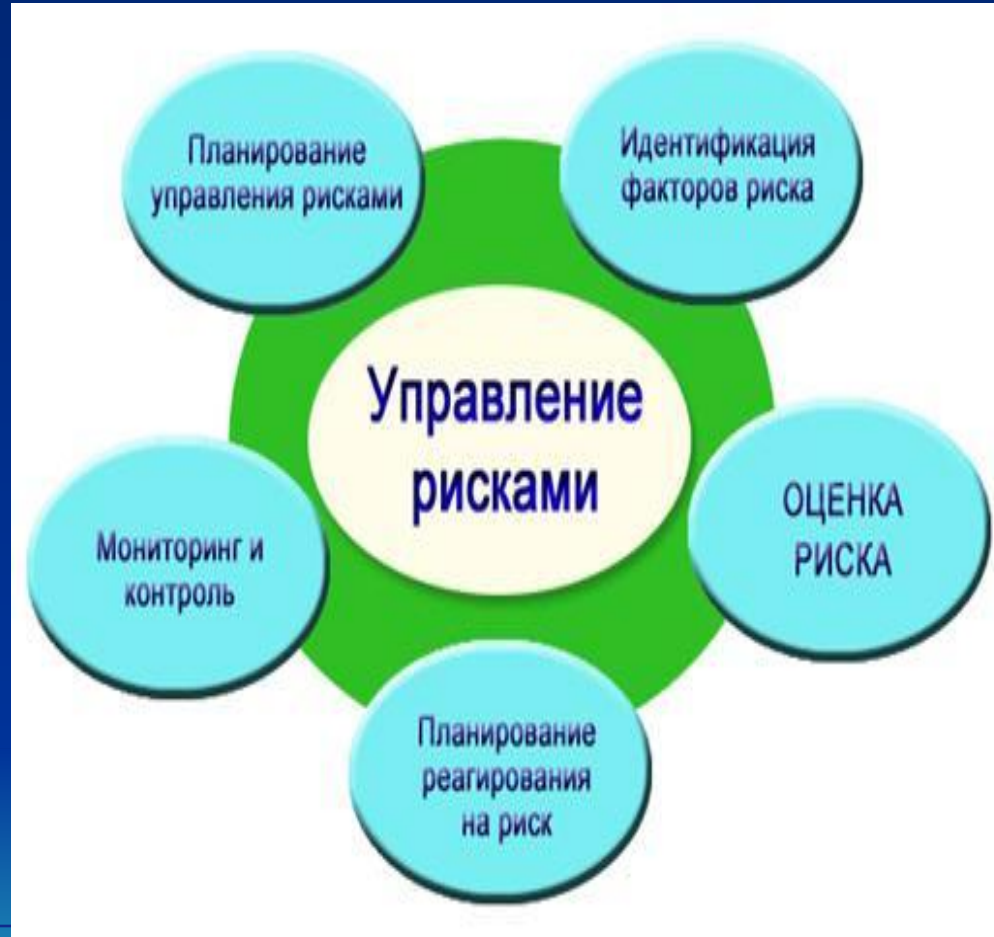 Планирование
управления рисками
Идентификация
факторов риска
Управление
рисками
ОЦЕНКА
РИСКА
Мониторинг и
контроль
Планирование
реагирования
на риск